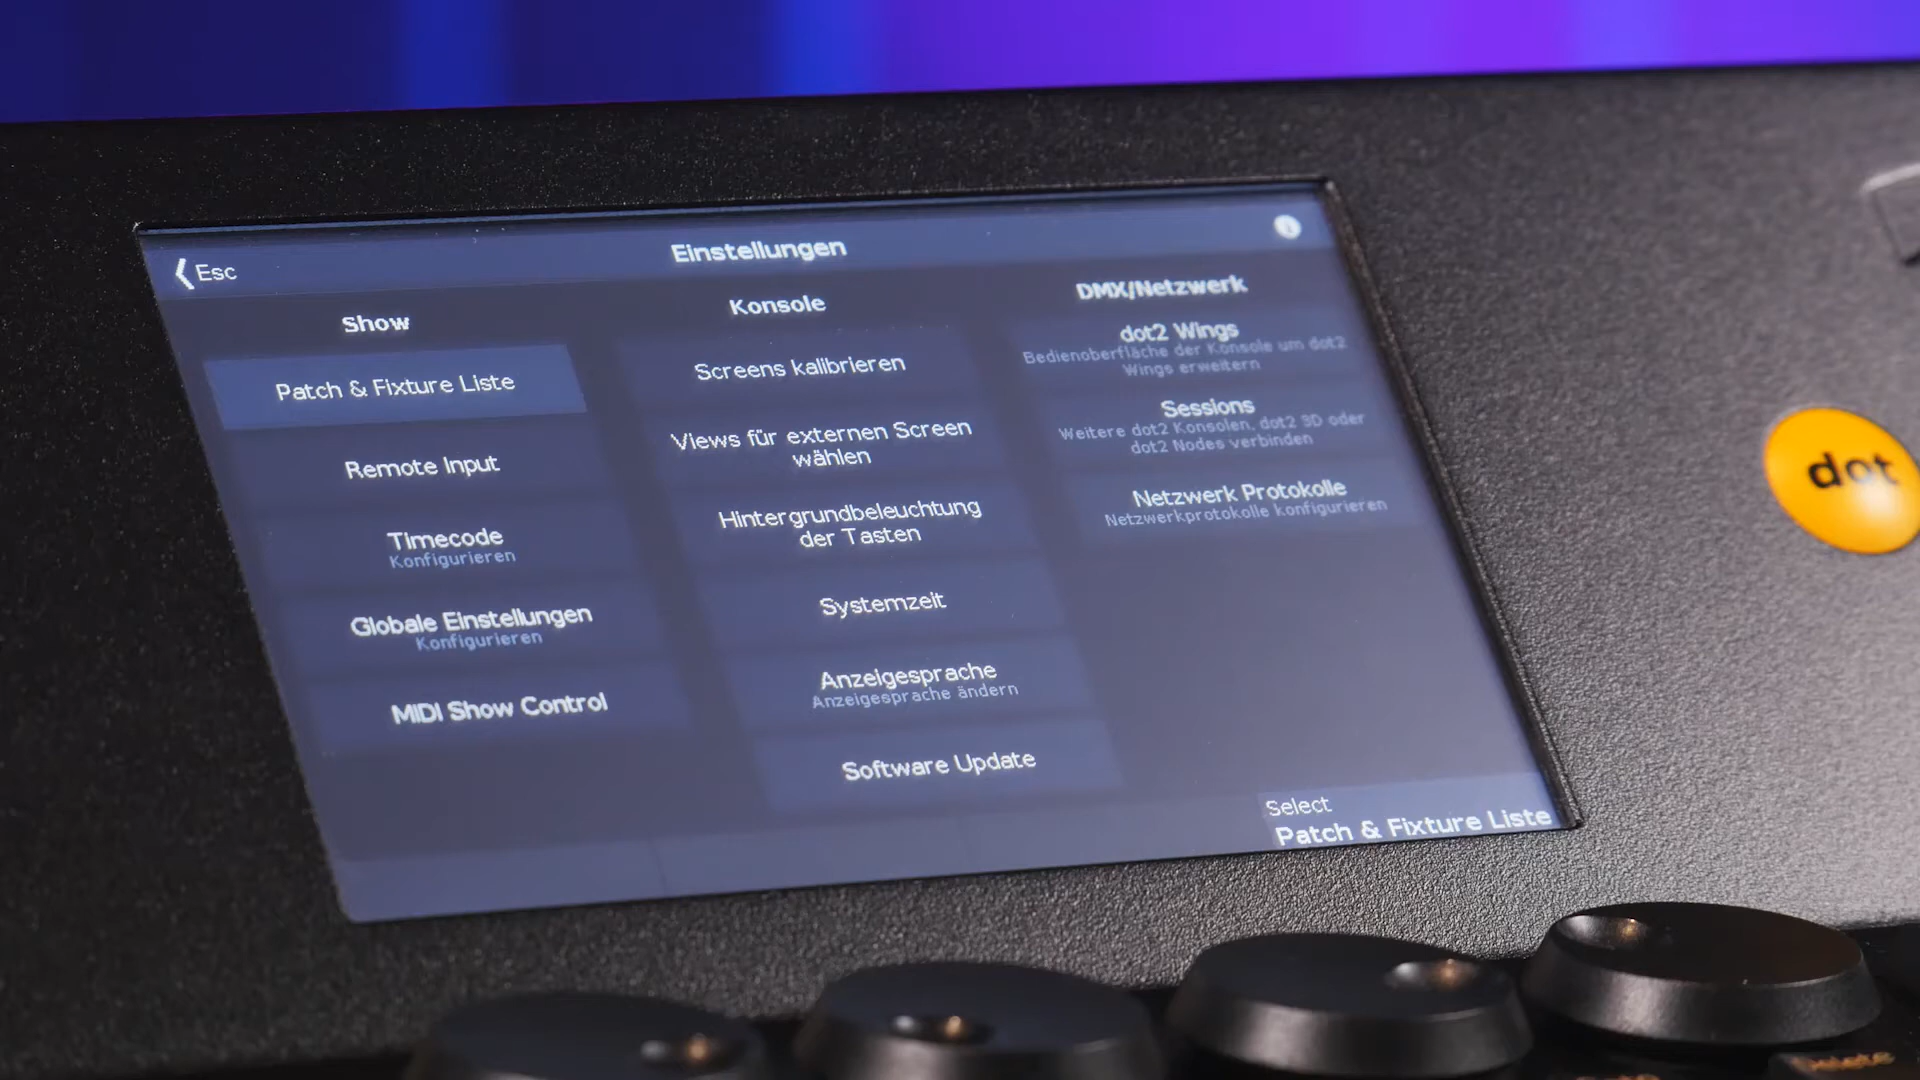 Esc
Einstellungen
Show
Patch & Fixture Liste
Remote Input
Timecode
Konfigurieren
Globale Einstellungen
Konfigurieren
MIDI Show Control
Konsole
Screens kalibrieren
Views für externen Screen
wählen
Hintergrundbeleuchtung
der Tasten
Systemzeit
Anzeigesprache
Anzeigesprache ändern
Software Update
DMX/Netzwerk
dot2 Wings
Bedienoberfläche der Konsole um dot2
Wings erweitern
Sessions
Weitere dot2 Konsolen, dot2 3D oder
dot2 Nodes verbinden
Netzwerk Protokolle
Netzwerkprotokolle konfigurieren
Select
Patch & Fixture Liste
dot
Delete